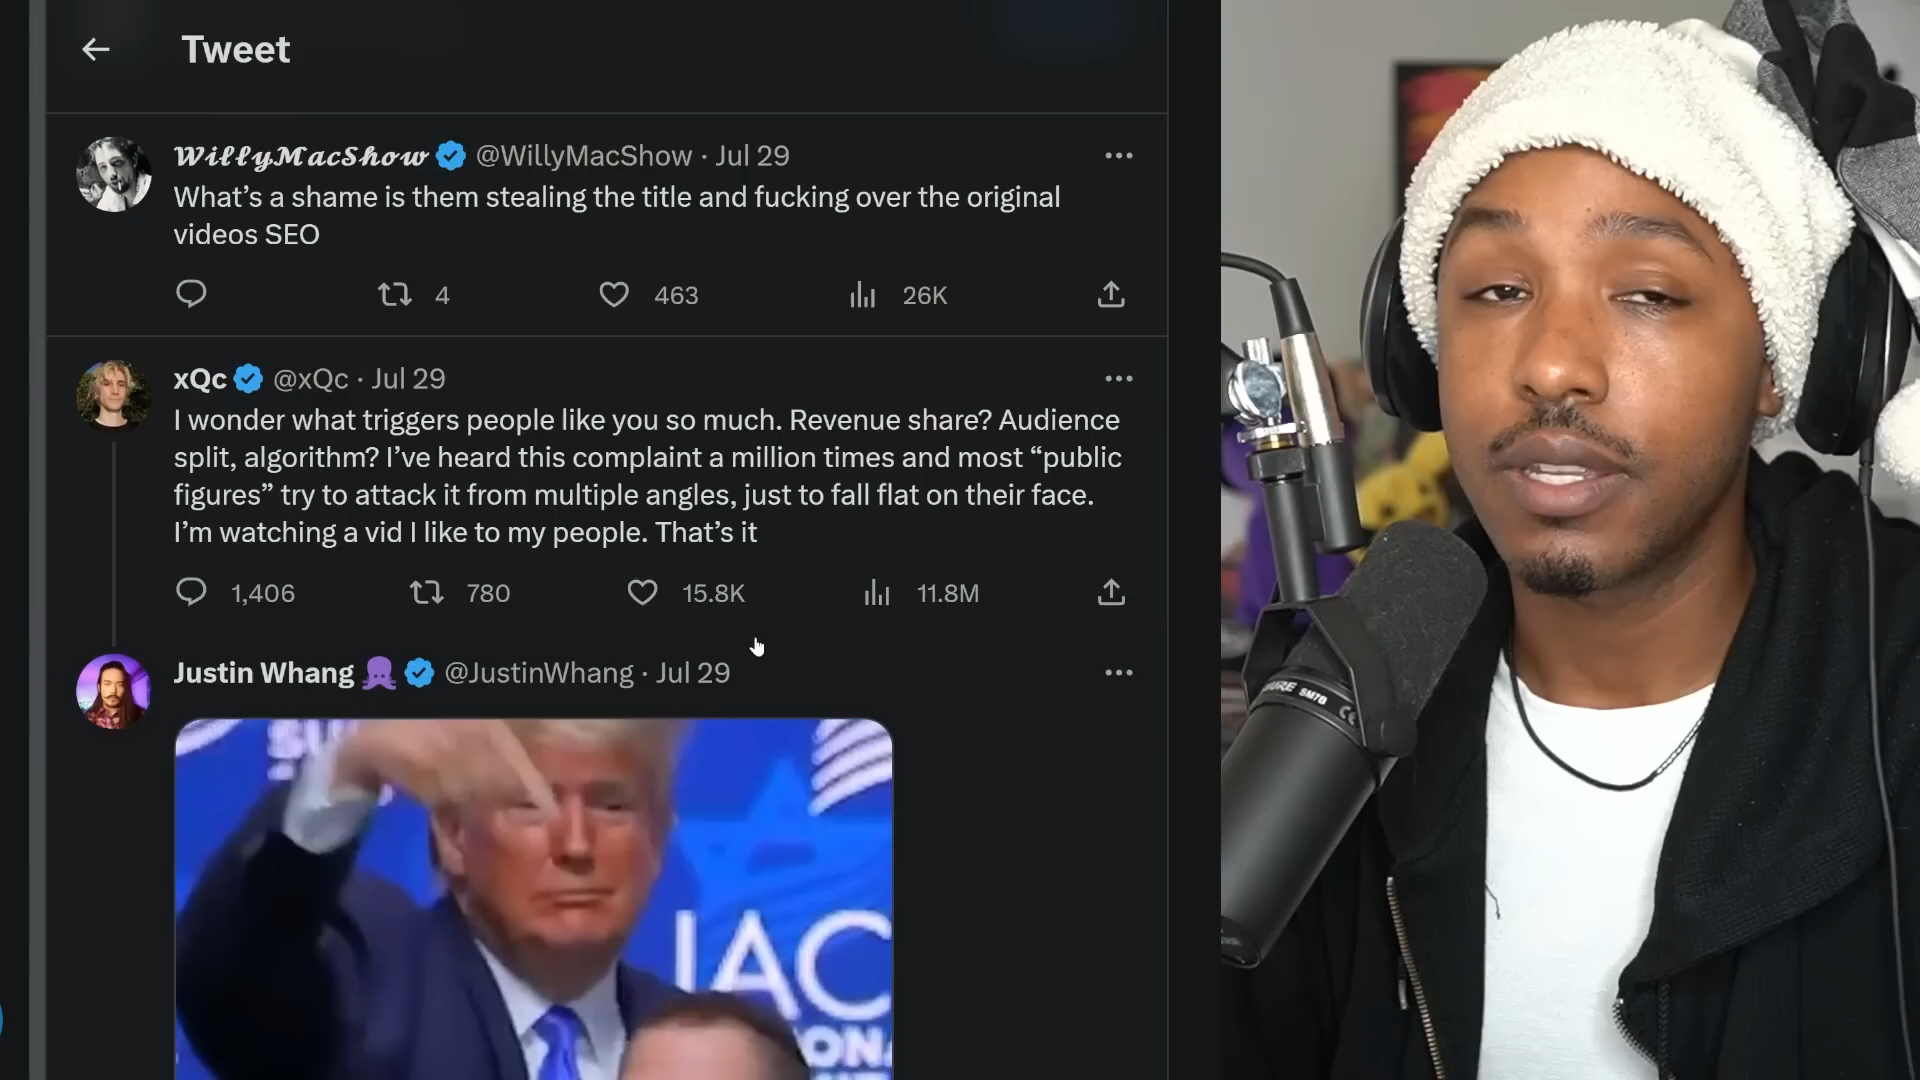 Tweet
WillyMacShow @WillyMacShow · Jul 29
What’s a shame is them stealing the title and fucking over the original
videos SEO
4 463 26K
xQc @xQc · Jul 29
I wonder what triggers people like you so much. Revenue share? Audience
split, algorithm? I’ve heard this complaint a million times and most “public
figures” try to attack it from multiple angles, just to fall flat on their face.
I’m watching a vid I like to my people. That’s it
1,406 780 15.8K 11.8M
Justin Whang @JustinWhang · Jul 29
SU
IAC
ON
SM7B